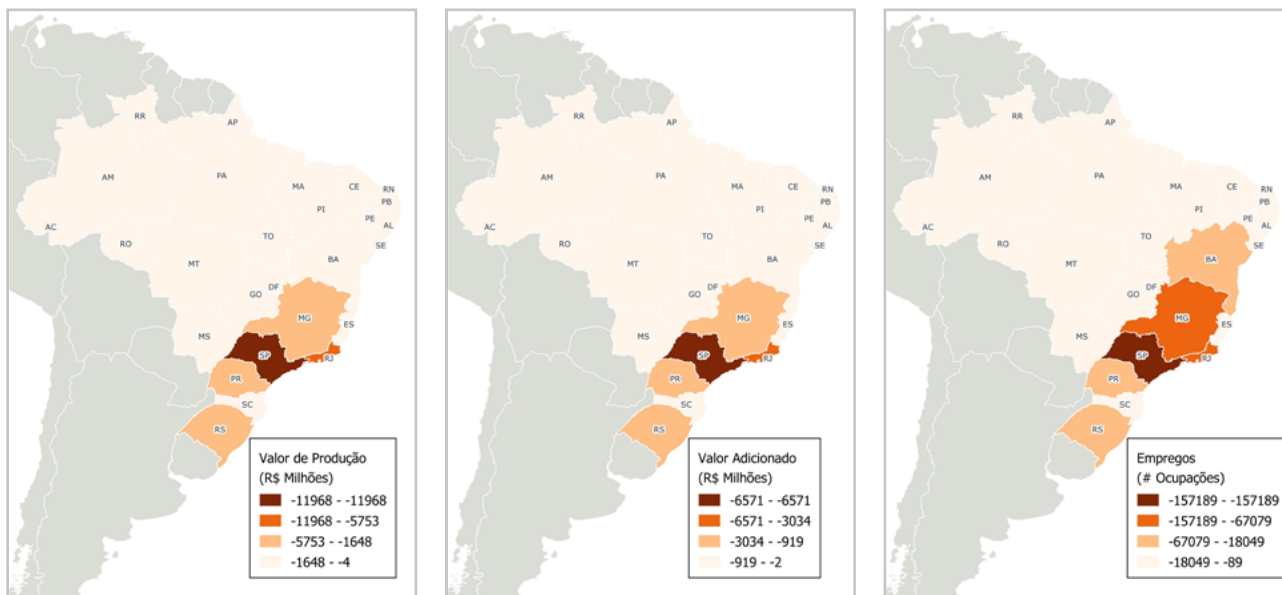 RR
AP
AM
PA
MA
CE
RN
PB
PI
PE
AL
AC
TO
SE
RO
BA
MT
DF
GO
MG
ES
MS
SP
RJ
PR
SC
RS
Valor de Produção
(R$ Milhões)
-11968 - -11968
-11968 - -5753
-5753 - -1648
-1648 - -4
RR
AP
AM
PA
MA
CE
RN
PB
PI
PE
AL
AC
TO
SE
RO
BA
MT
DF
GO
MG
ES
MS
SP
RJ
PR
SC
RS
Valor Adicionado
(R$ Milhões)
-6571 - -6571
-6571 - -3034
-3034 - -919
-919 - -2
RR
AP
AM
PA
MA
CE
RN
PB
PI
PE
AL
AC
TO
SE
RO
BA
MT
DF
GO
MG
ES
MS
SP
RJ
PR
SC
RS
Empregos
(# Ocupações)
-157189 - -157189
-157189 - -67079
-67079 - -18049
-18049 - -89